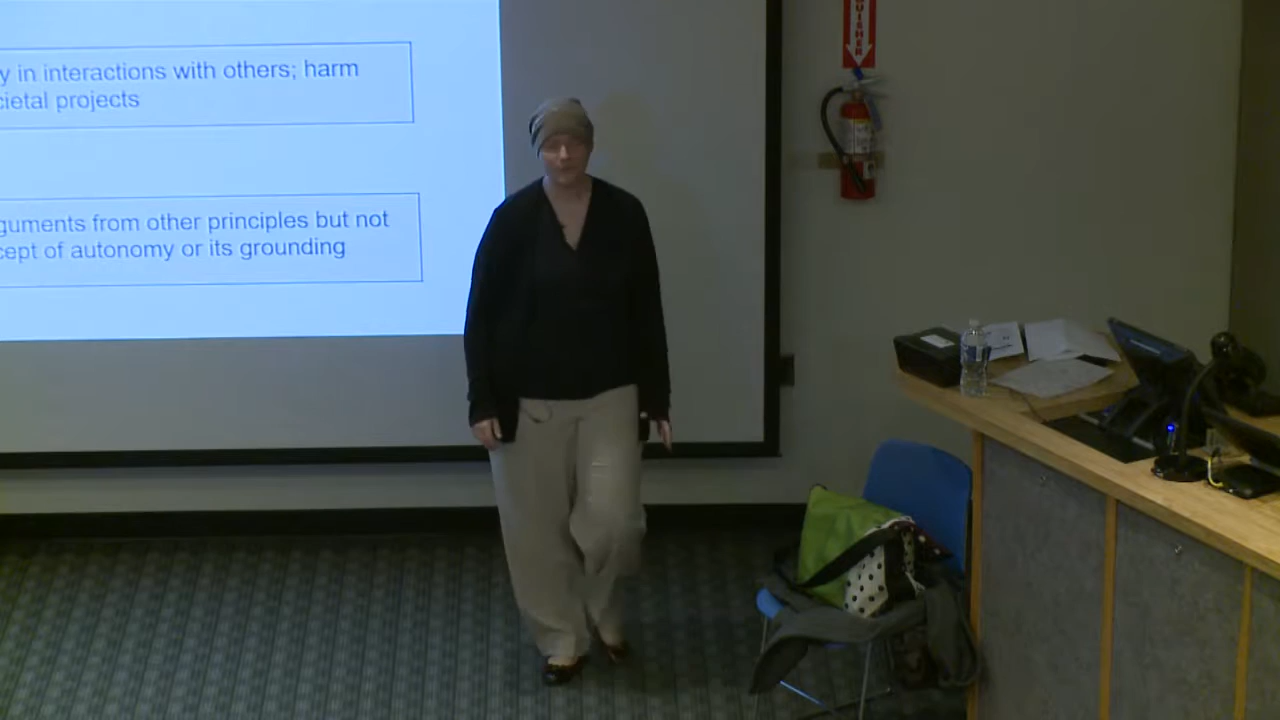 y in interactions with others; harm
cietal projects
guments from other principles but not
cept of autonomy or its grounding